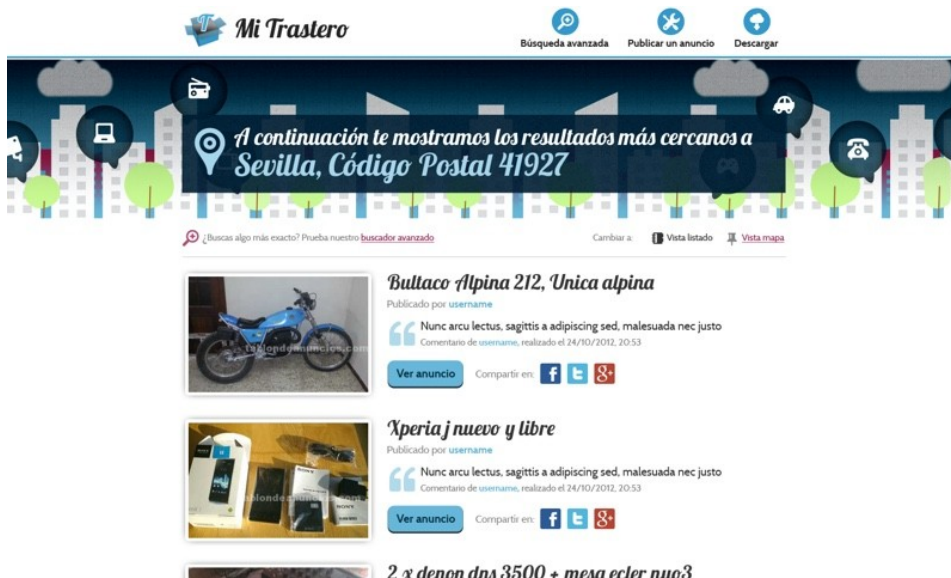 Mi Trastero
Búsqueda avanzada
Publicar un anuncio
Descargar
A continuación te mostramos los resultados más cercanos a
Sevilla, Código Postal 41927
¿Buscas algo más exacto? Prueba nuestro buscador avanzado
Cambiar a: Vista listado Vista mapa
Bultaco Alpina 212, Unica alpina
Publicado por username
Nunc arcu lectus, sagittis a adipiscing sed, malesuada nec justo
Comentario de username, realizado el 24/10/2012, 20:53
Ver anuncio Compartir en:
tablondeanuncios.com
Xperia j nuevo y libre
Publicado por username
Nunc arcu lectus, sagittis a adipiscing sed, malesuada nec justo
Comentario de username, realizado el 24/10/2012, 20:53
Ver anuncio Compartir en:
tablondeanuncios.com
SONY
2 x denon dns 3500 + mesa ecler nuo3